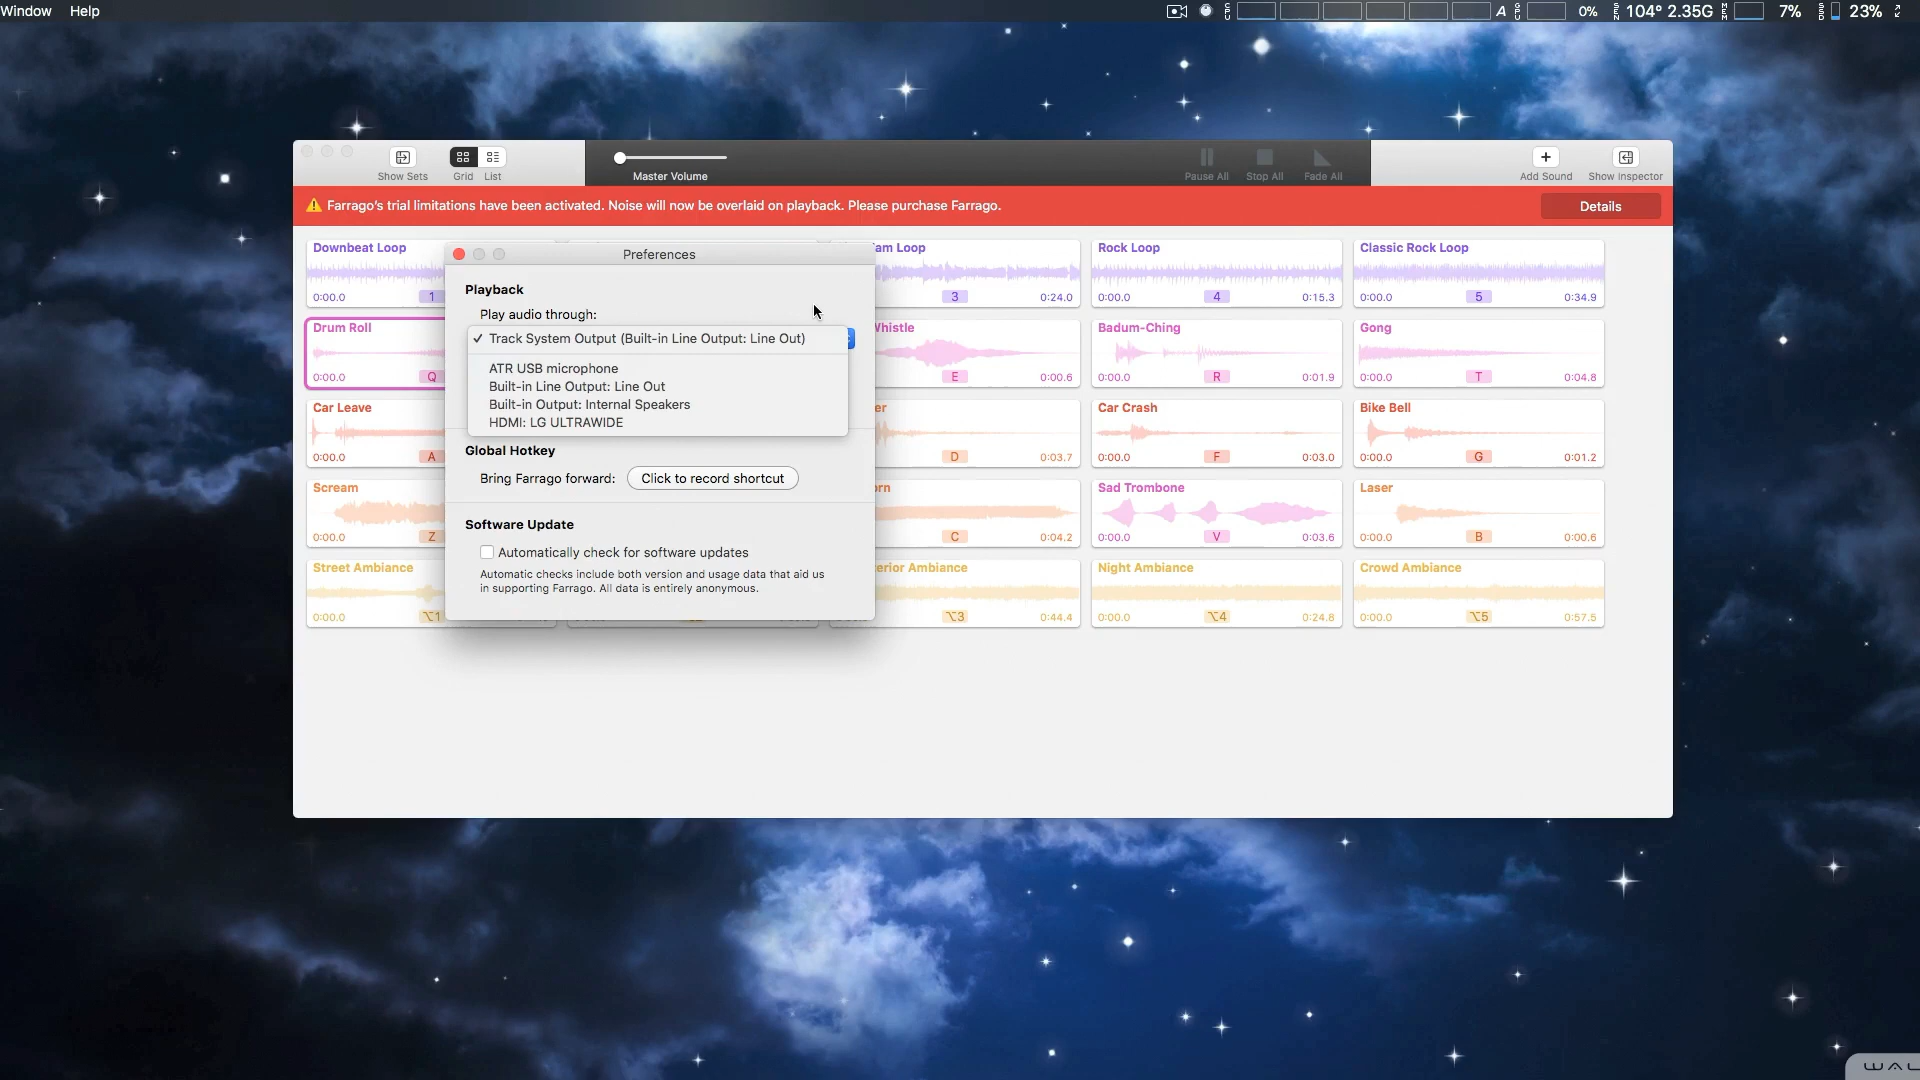 Window Help
A 0% 104° 2.35G 7% 23%
Show Sets Grid List Master Volume Pause All Stop All Fade All Add Sound Show Inspector
Farrago's trial limitations have been activated. Noise will now be overlaid on playback. Please purchase Farrago. Details
Downbeat Loop am Loop Rock Loop Classic Rock Loop
0:00.0 1 3 0:24.0 0:00.0 4 0:15.3 0:00.0 5 0:34.9
Drum Roll Whistle Badum-Ching Gong
0:00.0 Q E 0:00.6 0:00.0 R 0:01.9 0:00.0 T 0:04.8
Car Leave er Car Crash Bike Bell
0:00.0 A D 0:03.7 0:00.0 F 0:03.0 0:00.0 G 0:01.2
Scream orn Sad Trombone Laser
0:00.0 Z C 0:04.2 0:00.0 V 0:03.6 0:00.0 B 0:00.6
Street Ambiance terior Ambiance Night Ambiance Crowd Ambiance
0:00.0 ⌥1 ⌥3 0:44.4 0:00.0 ⌥4 0:24.8 0:00.0 ⌥5 0:57.5
Preferences
Playback
Play audio through:
✓ Track System Output (Built-in Line Output: Line Out)
ATR USB microphone
Built-in Line Output: Line Out
Built-in Output: Internal Speakers
HDMI: LG ULTRAWIDE
Global Hotkey
Bring Farrago forward: Click to record shortcut
Software Update
Automatically check for software updates
Automatic checks include both version and usage data that aid us
in supporting Farrago. All data is entirely anonymous.